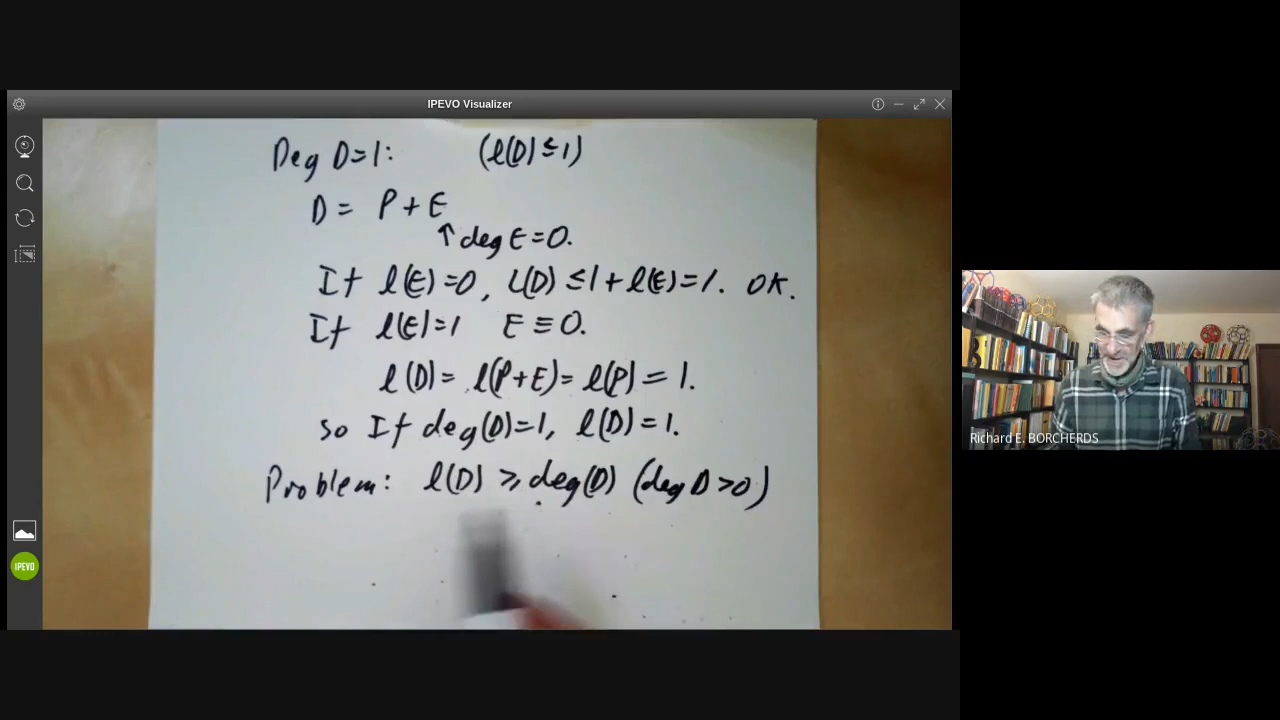 IPEVO Visualizer
Deg D=1: (l(D) ≤ 1)
D = P + E
↑ deg E = 0.
If l(E) = 0, L(D) ≤ 1 + l(E) = 1. OK.
If l(E) = 1 E ≡ 0.
l(D) = l(P+E) = l(P) = 1.
so If deg(D)=1, l(D) = 1.
Problem: l(D) ≥ deg(D) (deg D > 0)
IPEVO
Richard E. BORCHERDS